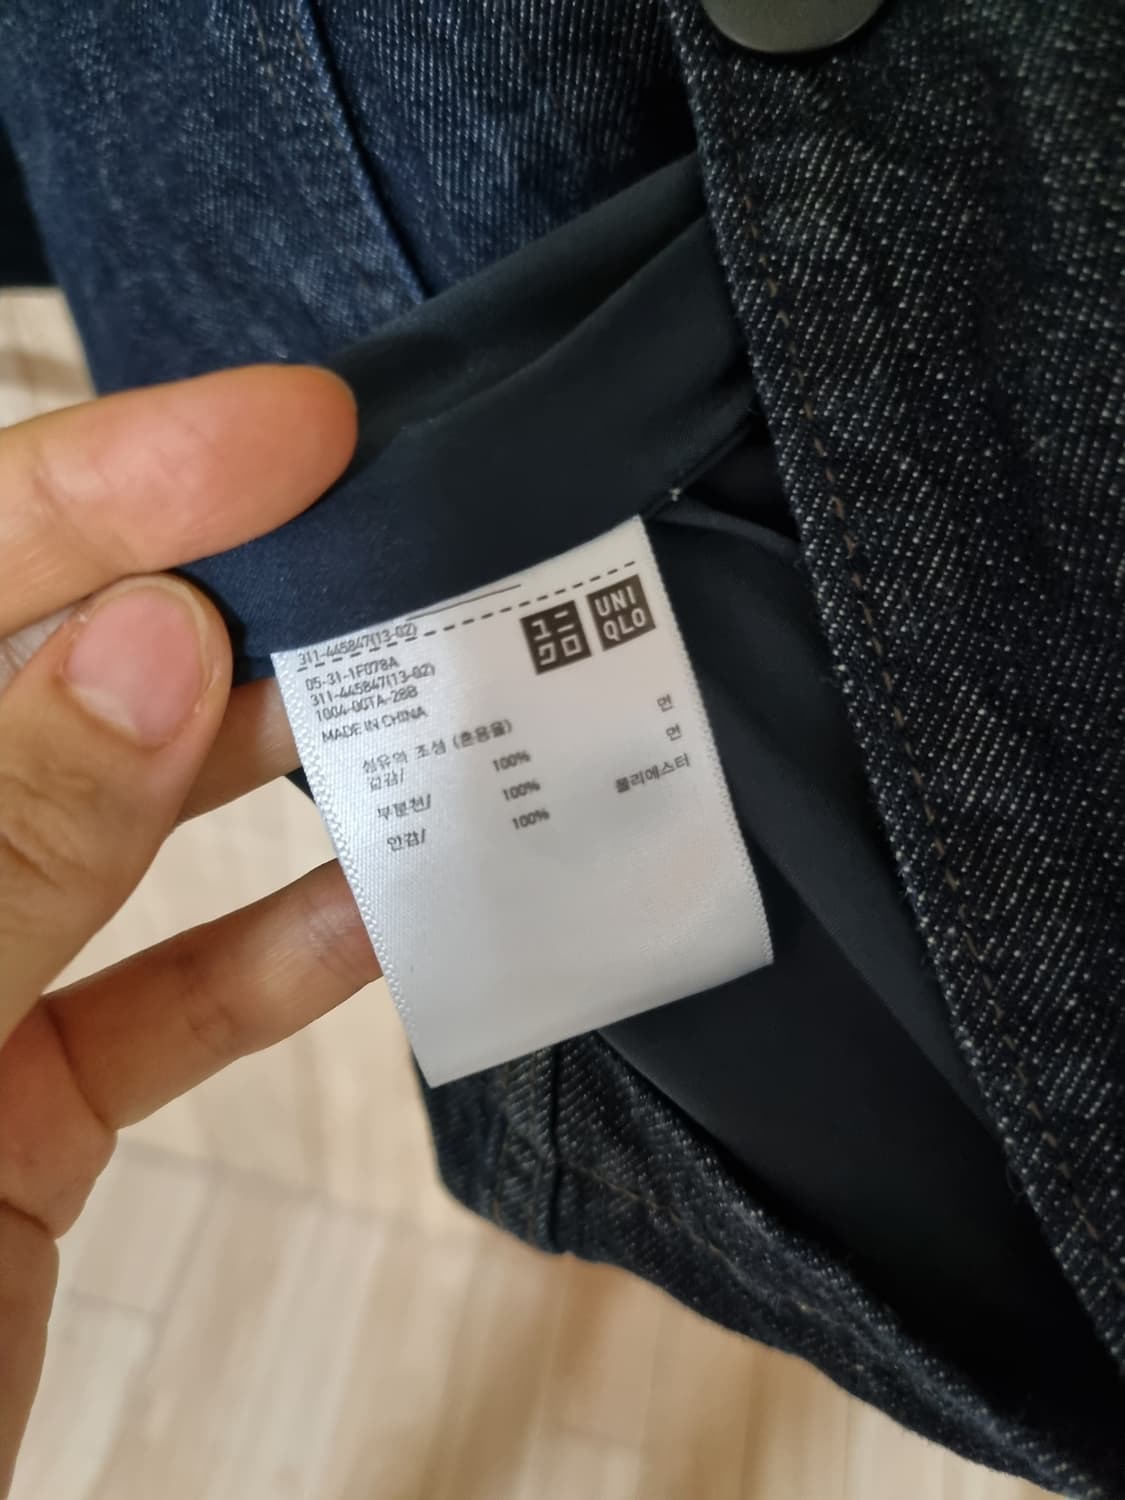 ユニ
クロ
UNI
QLO
311-445847(13-02)
05-31-1F078A
311-445847(13-02)
1004-00TA-28B
MADE IN CHINA
섬유의 조성 (혼용율)
겉감/ 100% 면
부분천/ 100% 면
안감/ 100% 폴리에스터